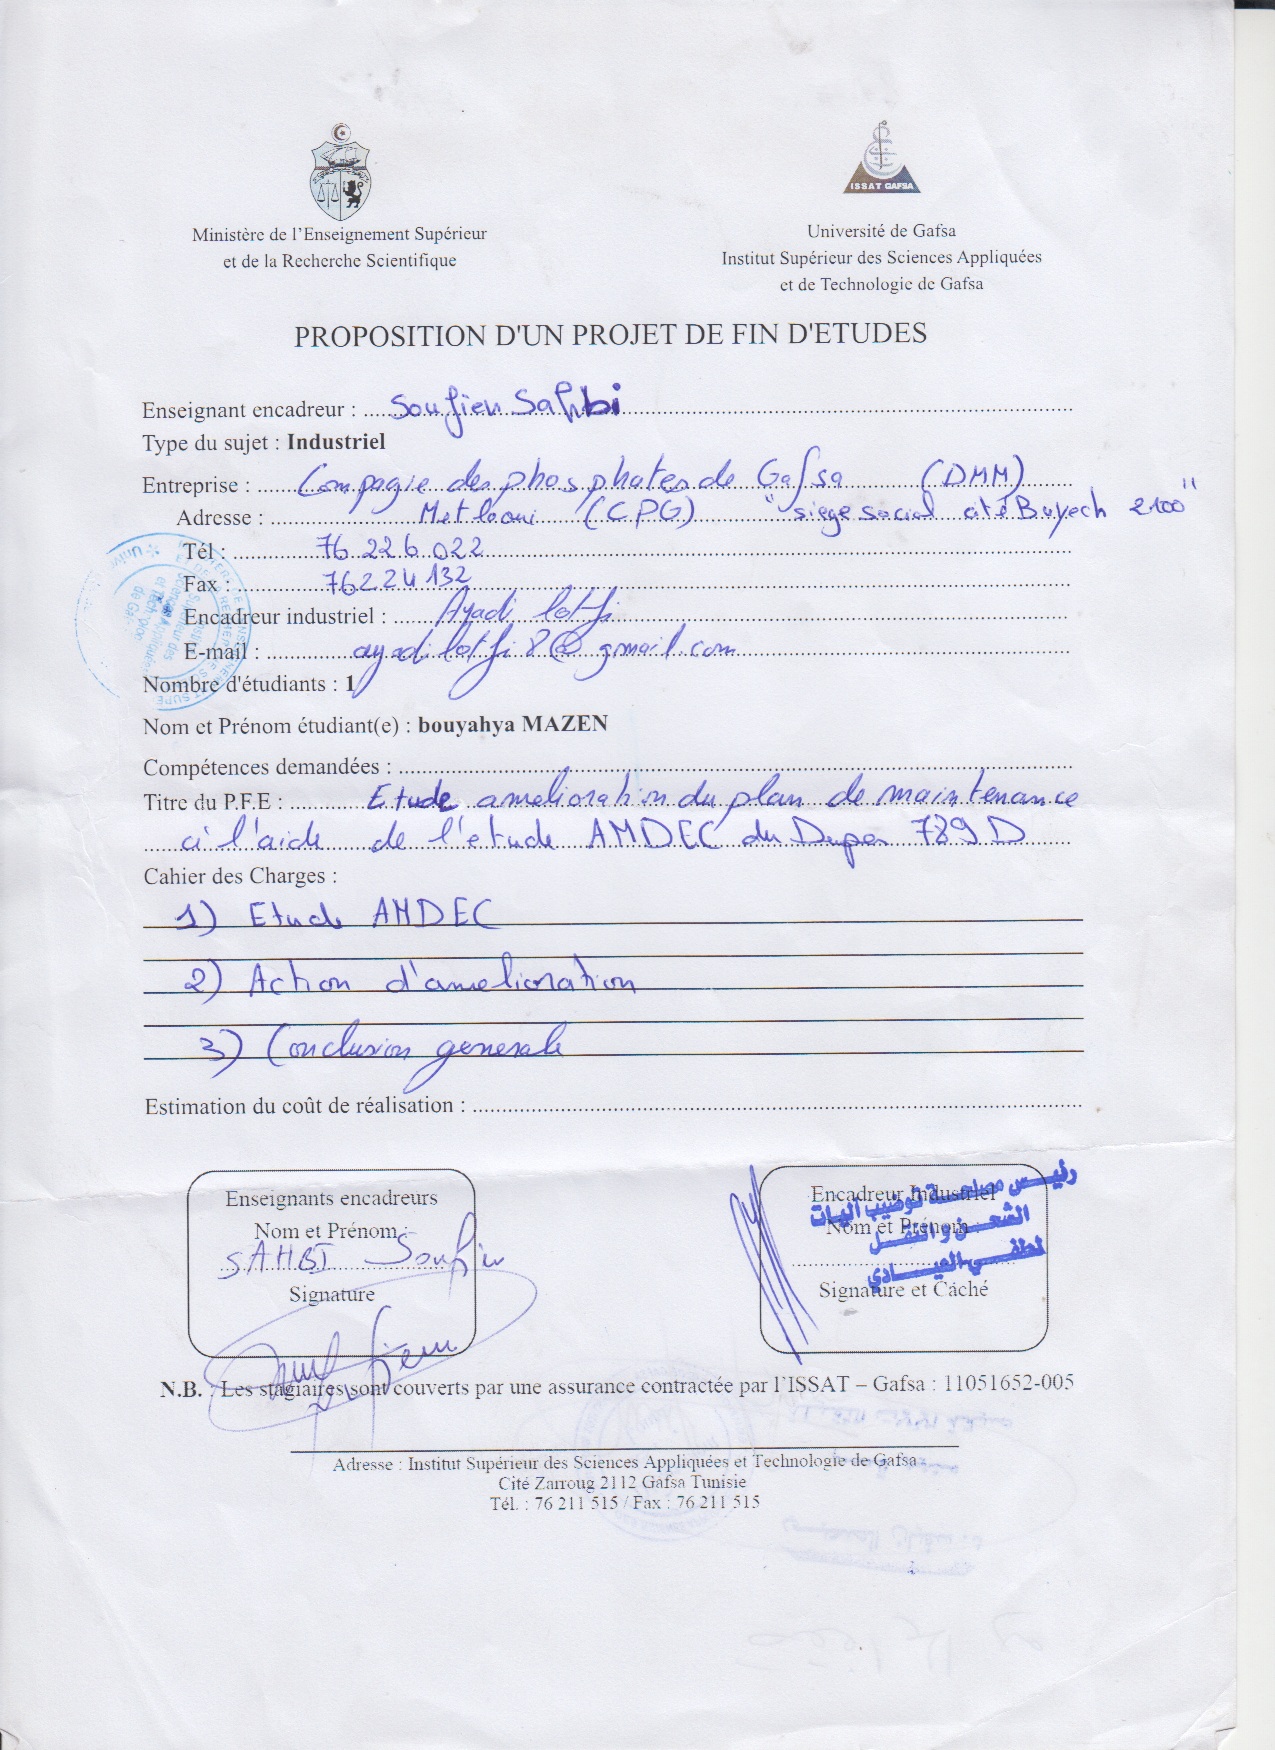 ISSAT GAFSA
Ministère de l'Enseignement Supérieur
et de la Recherche Scientifique
Université de Gafsa
Institut Supérieur des Sciences Appliquées
et de Technologie de Gafsa
PROPOSITION D'UN PROJET DE FIN D'ETUDES
Enseignant encadreur : Soufien Sahbi
Type du sujet : Industriel
Entreprise : Compagie des phosphates de Gafsa (DMM)
Adresse : Metlaoui (CPG) "siege social cité Bayech 2100"
Tél : 76 226 022
Fax : 76224132
Encadreur industriel : Ayadi lotfi
E-mail : ayadilotfi8@gmail.com
Nombre d'étudiants : 1
Nom et Prénom étudiant(e) : bouyahya MAZEN
Compétences demandées :
Titre du P.F.E : Etude amelioration du plan de maintenance
à l'aide de l'etude AMDEC du Dumper 789D
Cahier des Charges :
1) Etude AMDEC
2) Action d'amelioration
3) Conclusion generale
Estimation du coût de réalisation :
Enseignants encadreurs
Nom et Prénom :
SAHBI Soufien
Signature
Encadreur Industriel
Nom et Prénom
Signature et Caché
رئيس مصلحة توضيب آليات
الشحن و النقل
لطفي العيادي
N.B. : Les stagiaires sont couverts par une assurance contractée par l'ISSAT – Gafsa : 11051652-005
Adresse : Institut Supérieur des Sciences Appliquées et Technologie de Gafsa
Cité Zarroug 2112 Gafsa Tunisie
Tél. : 76 211 515 / Fax : 76 211 515